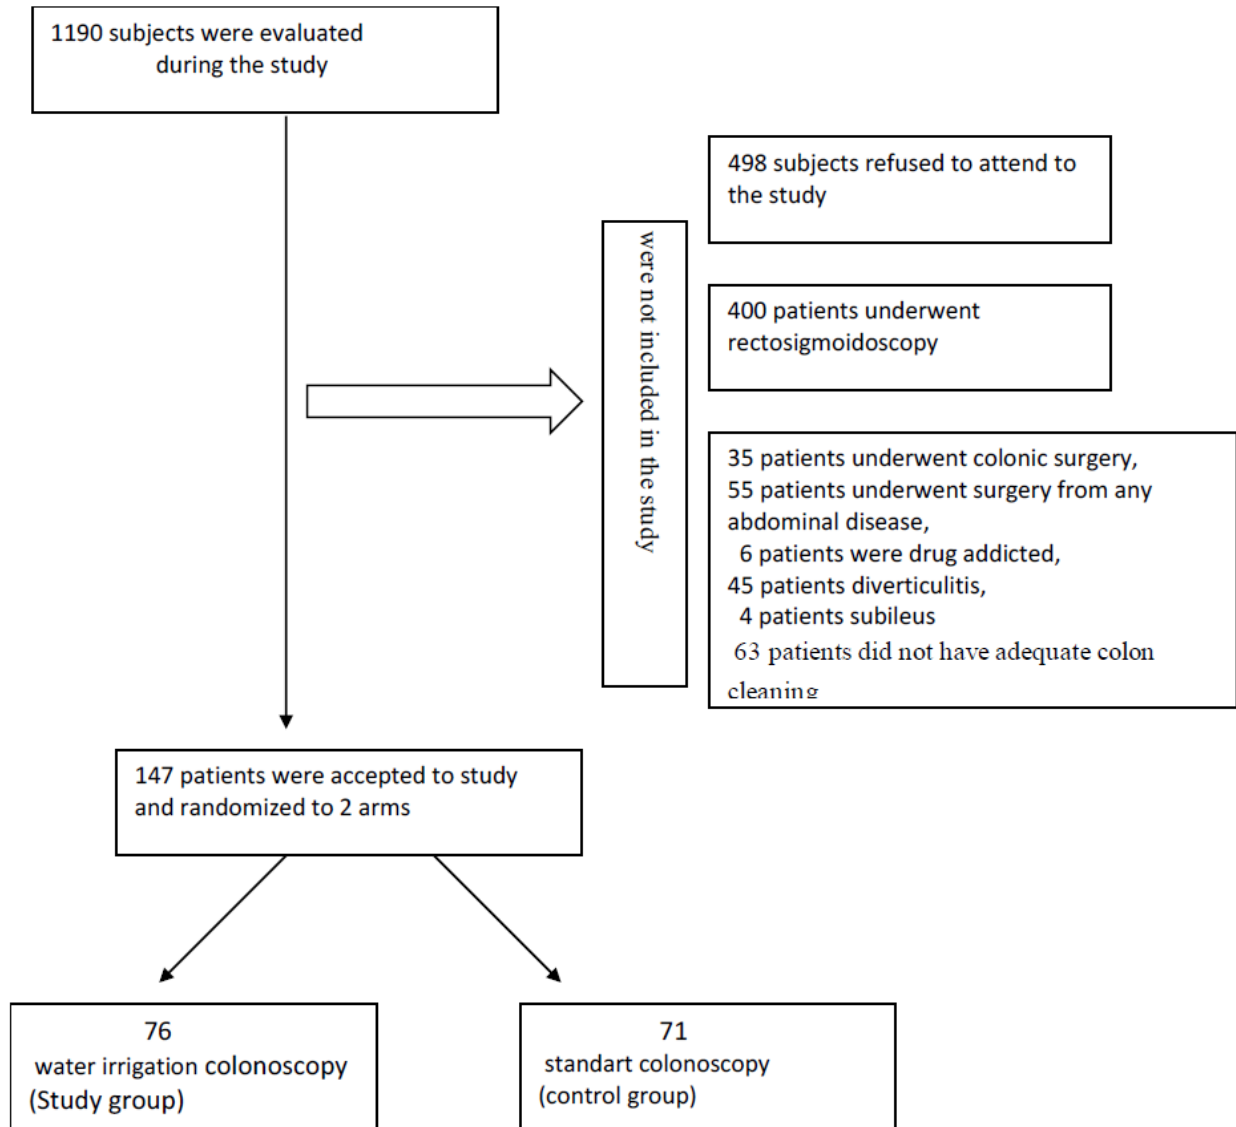 1190 subjects were evaluated
during the study
498 subjects refused to attend to
the study
were not included in the study
400 patients underwent
rectosigmoidoscopy
35 patients underwent colonic surgery,
55 patients underwent surgery from any
abdominal disease,
6 patients were drug addicted,
45 patients diverticulitis,
4 patients subileus
63 patients did not have adequate colon
cleaning
147 patients were accepted to study
and randomized to 2 arms
76
water irrigation colonoscopy
(Study group)
71
standart colonoscopy
(control group)